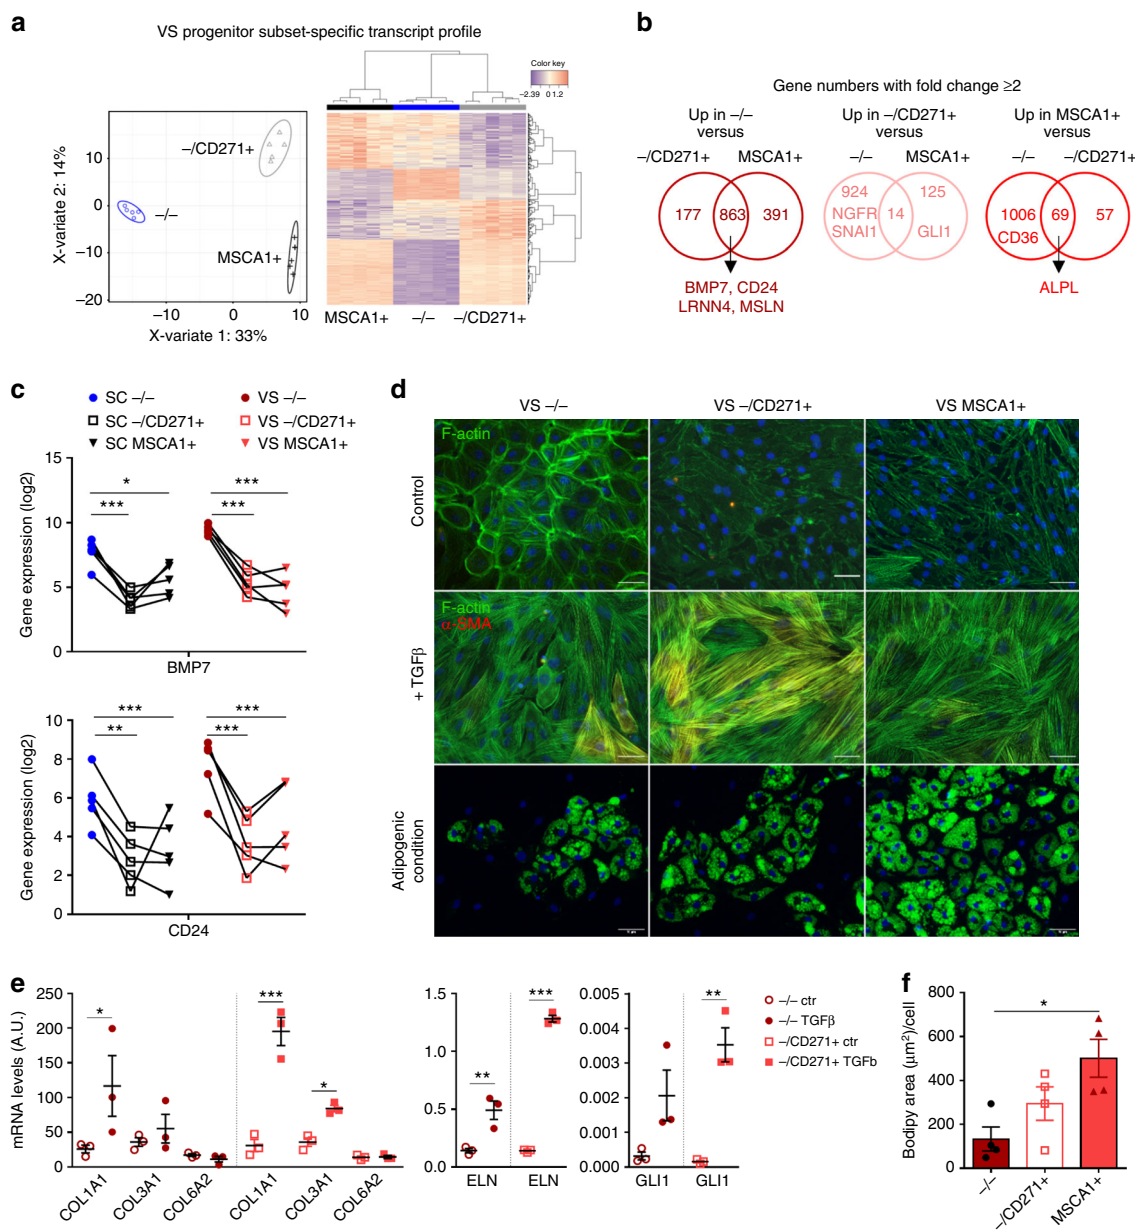 a
VS progenitor subset-specific transcript profile
Color key
−2.39 0 1.2
X-variate 2: 14%
10
0
−10
−20
−/CD271+
−/−
MSCA1+
−10 0 10
X-variate 1: 33%
MSCA1+ −/− −/CD271+
b
Gene numbers with fold change ≥2
Up in −/− versus
−/CD271+ MSCA1+
177 863 391
BMP7, CD24
LRNN4, MSLN
Up in −/CD271+ versus
−/− MSCA1+
924 125
NGFR 14
SNAI1 GLI1
Up in MSCA1+ versus
−/− −/CD271+
1006 69 57
CD36
ALPL
c
SC −/− VS −/−
SC −/CD271+ VS −/CD271+
SC MSCA1+ VS MSCA1+
Gene expression (log2)
15
10
5
0
* ***
*** ***
BMP7
Gene expression (log2)
10
8
6
4
2
0
*** ***
** ***
CD24
d
VS −/− VS −/CD271+ VS MSCA1+
Control
F-actin
+ TGFβ
F-actin
α-SMA
Adipogenic condition
e
mRNA levels (A.U.)
250
200
150
100
50
0
* *** *
COL1A1 COL3A1 COL6A2 COL1A1 COL3A1 COL6A2
1.5
1.0
0.5
0.0
** ***
ELN ELN
0.005
0.004
0.003
0.002
0.001
0.000
**
GLI1 GLI1
−/− ctr
−/− TGFβ
−/CD271+ ctr
−/CD271+ TGFb
f
Bodipy area (µm²)/cell
800
600
400
200
0
*
−/− −/CD271+ MSCA1+